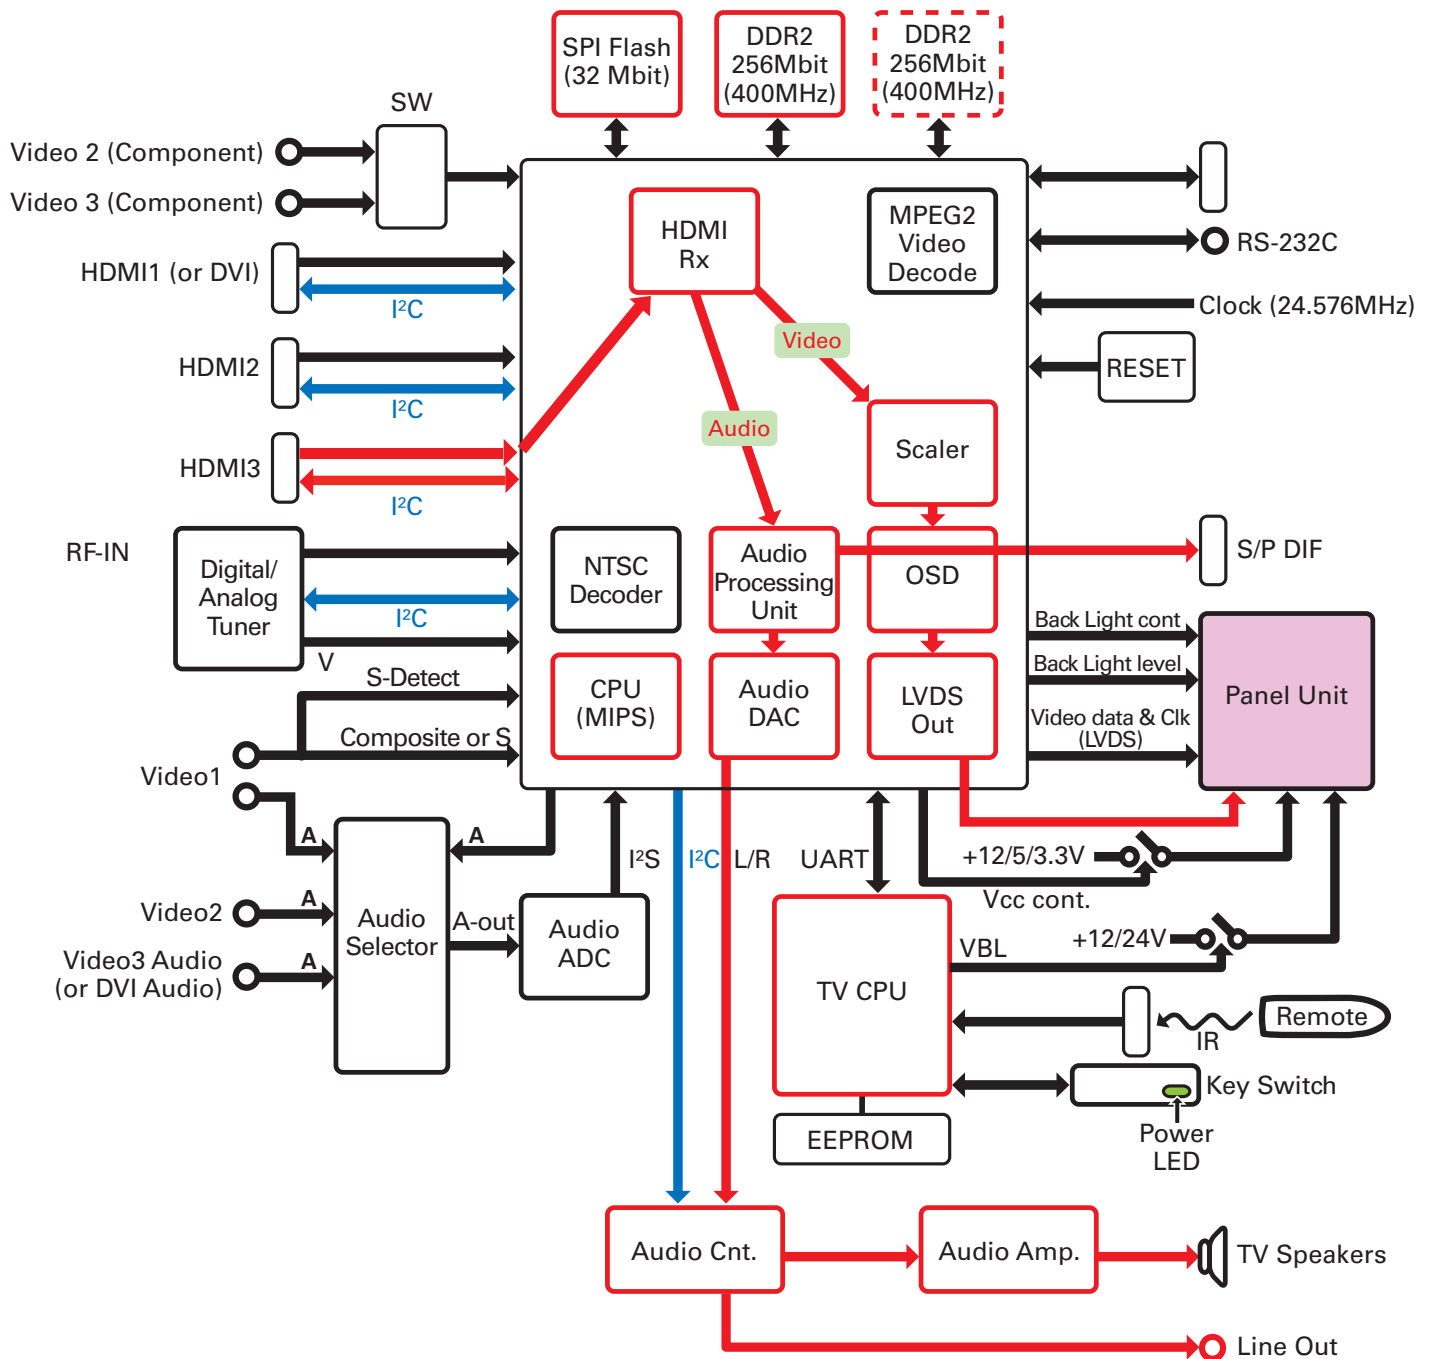 SPI Flash
(32 Mbit)
DDR2
256Mbit
(400MHz)
DDR2
256Mbit
(400MHz)
SW
Video 2 (Component)
Video 3 (Component)
HDMI1 (or DVI)
I²C
HDMI2
I²C
HDMI3
I²C
HDMI
Rx
MPEG2
Video
Decode
RS-232C
Clock (24.576MHz)
RESET
Video
Audio
Scaler
RF-IN
Digital/
Analog
Tuner
I²C
V
NTSC
Decoder
Audio
Processing
Unit
OSD
S/P DIF
CPU
(MIPS)
Audio
DAC
LVDS
Out
Back Light cont
Back Light level
Video data & Clk
(LVDS)
Panel Unit
S-Detect
Composite or S
Video1
A
A
Video2
A
Video3 Audio
(or DVI Audio)
A
Audio
Selector
A-out
Audio
ADC
I²S
I²C
L/R
UART
+12/5/3.3V
Vcc cont.
+12/24V
VBL
TV CPU
IR
Remote
Key Switch
Power
LED
EEPROM
Audio Cnt.
Audio Amp.
TV Speakers
Line Out